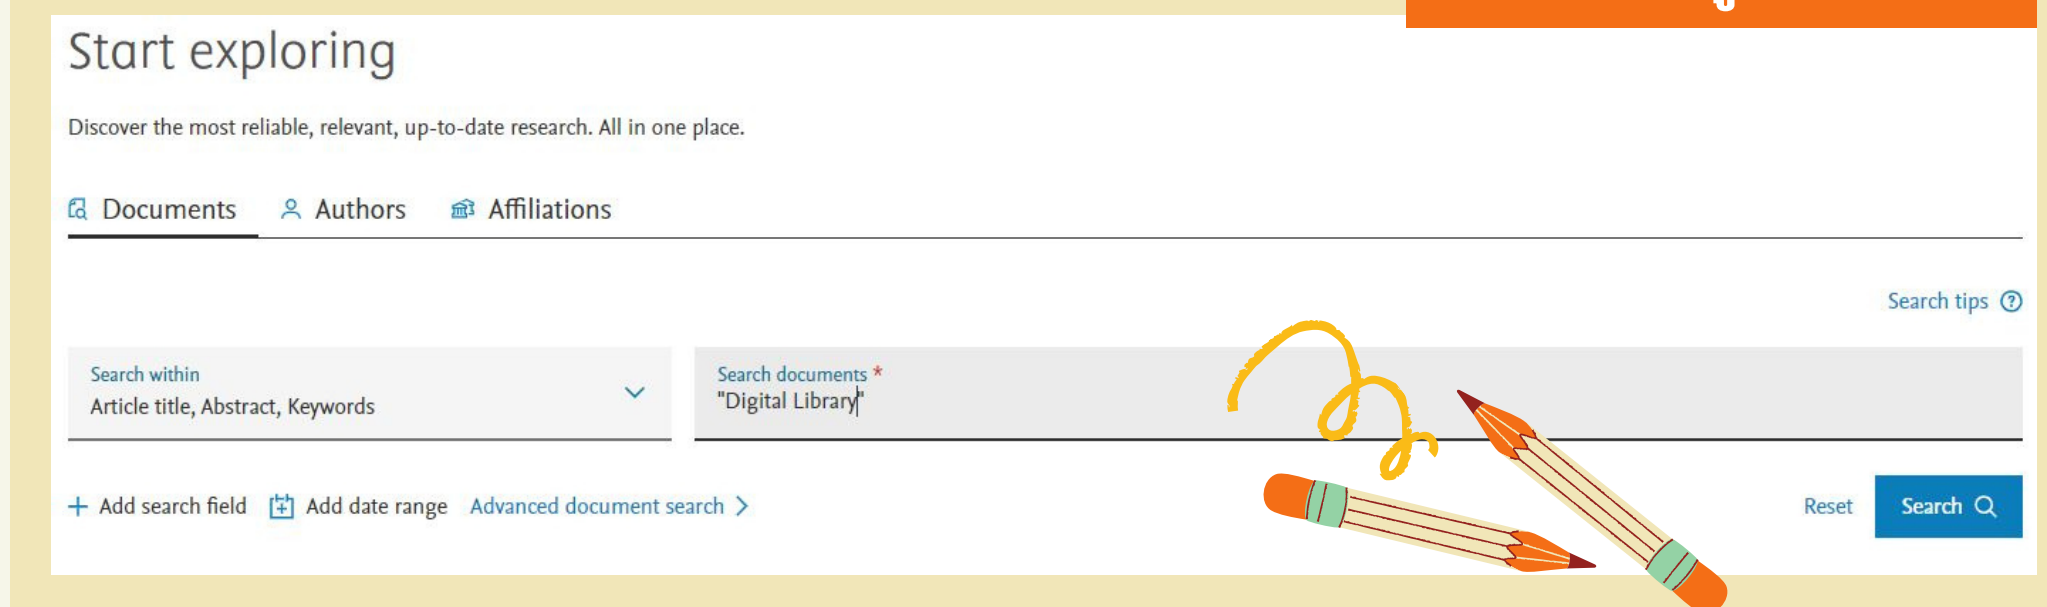 Start exploring
Discover the most reliable, relevant, up-to-date research. All in one place.
Documents Authors Affiliations
Search tips
Search within
Article title, Abstract, Keywords
Search documents *
"Digital Library"
+ Add search field Add date range Advanced document search >
Reset Search